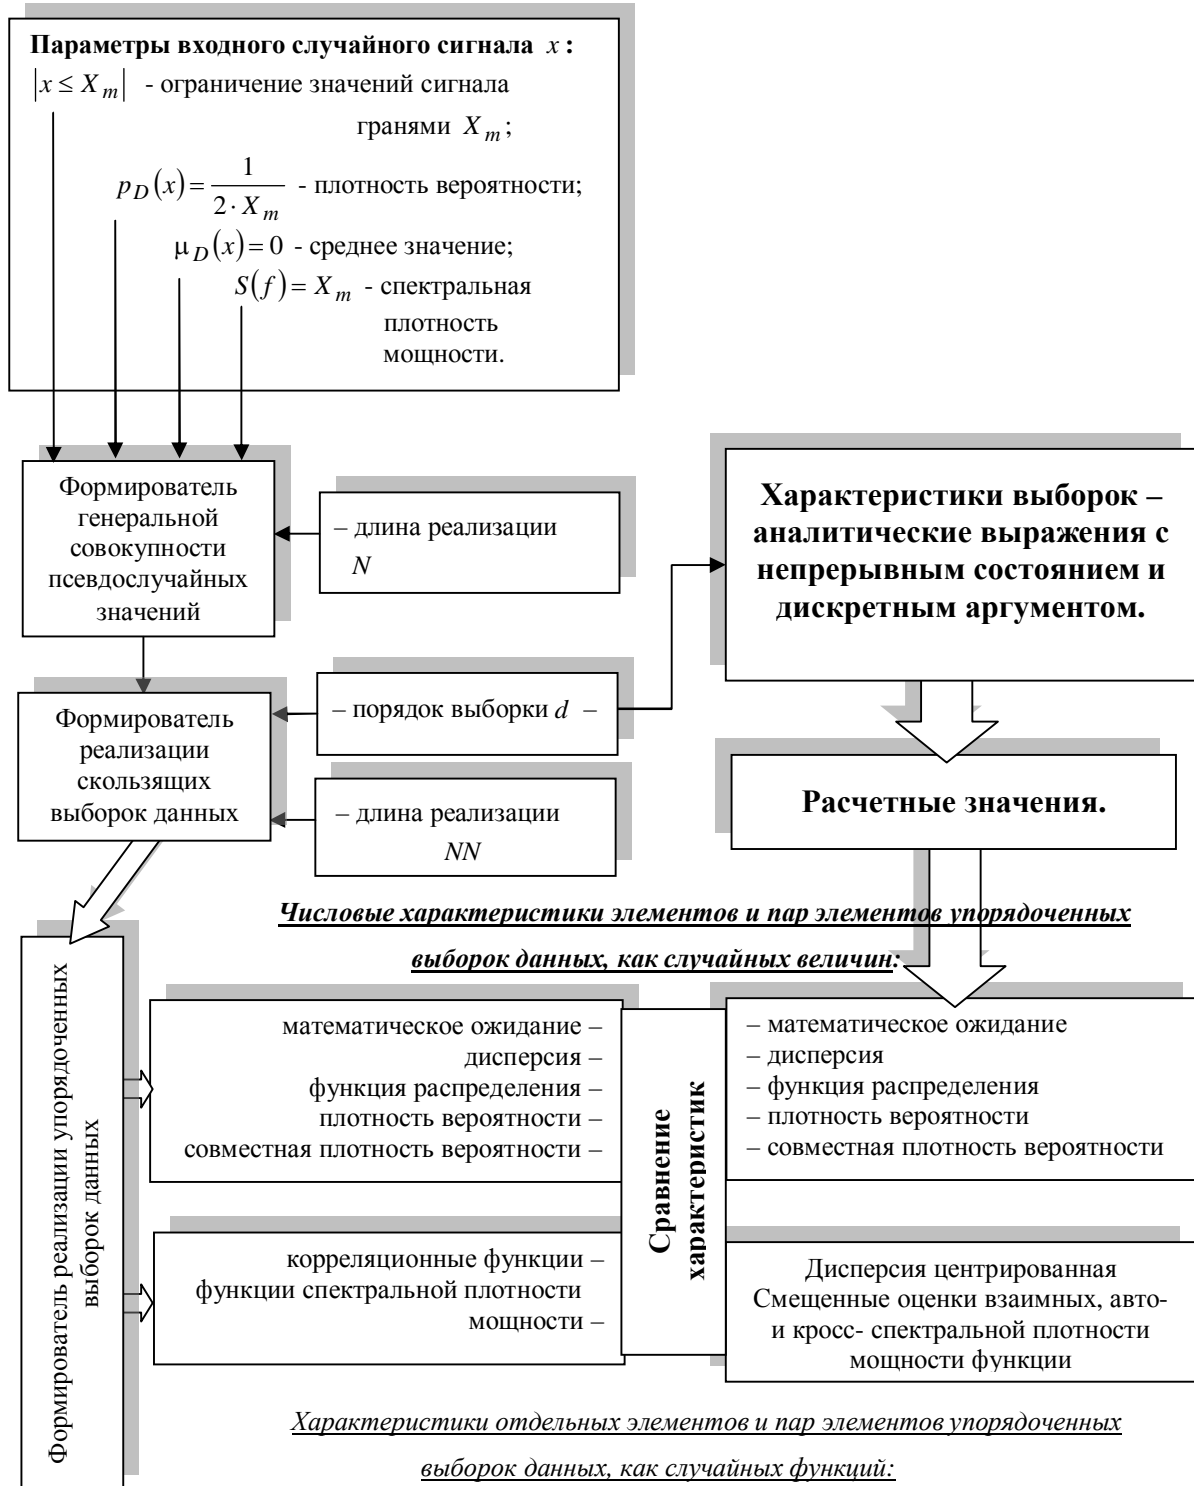 Параметры входного случайного сигнала x :
|x ≤ X_m| - ограничение значений сигнала
гранями X_m ;
p_D(x) = 1 / (2 · X_m) - плотность вероятности;
μ_D(x) = 0 - среднее значение;
S(f) = X_m - спектральная
плотность
мощности.
Формирователь
генеральной
совокупности
псевдослучайных
значений
– длина реализации
N
Характеристики выборок –
аналитические выражения с
непрерывным состоянием и
дискретным аргументом.
Формирователь
реализации
скользящих
выборок данных
– порядок выборки d –
– длина реализации
NN
Расчетные значения.
Числовые характеристики элементов и пар элементов упорядоченных
выборок данных, как случайных величин:
Формирователь реализации упорядоченных
выборок данных
математическое ожидание –
дисперсия –
функция распределения –
плотность вероятности –
совместная плотность вероятности –
Сравнение
характеристик
– математическое ожидание
– дисперсия
– функция распределения
– плотность вероятности
– совместная плотность вероятности
корреляционные функции –
функции спектральной плотности
мощности –
Дисперсия центрированная
Смещенные оценки взаимных, авто-
и кросс- спектральной плотности
мощности функции
Характеристики отдельных элементов и пар элементов упорядоченных
выборок данных, как случайных функций: